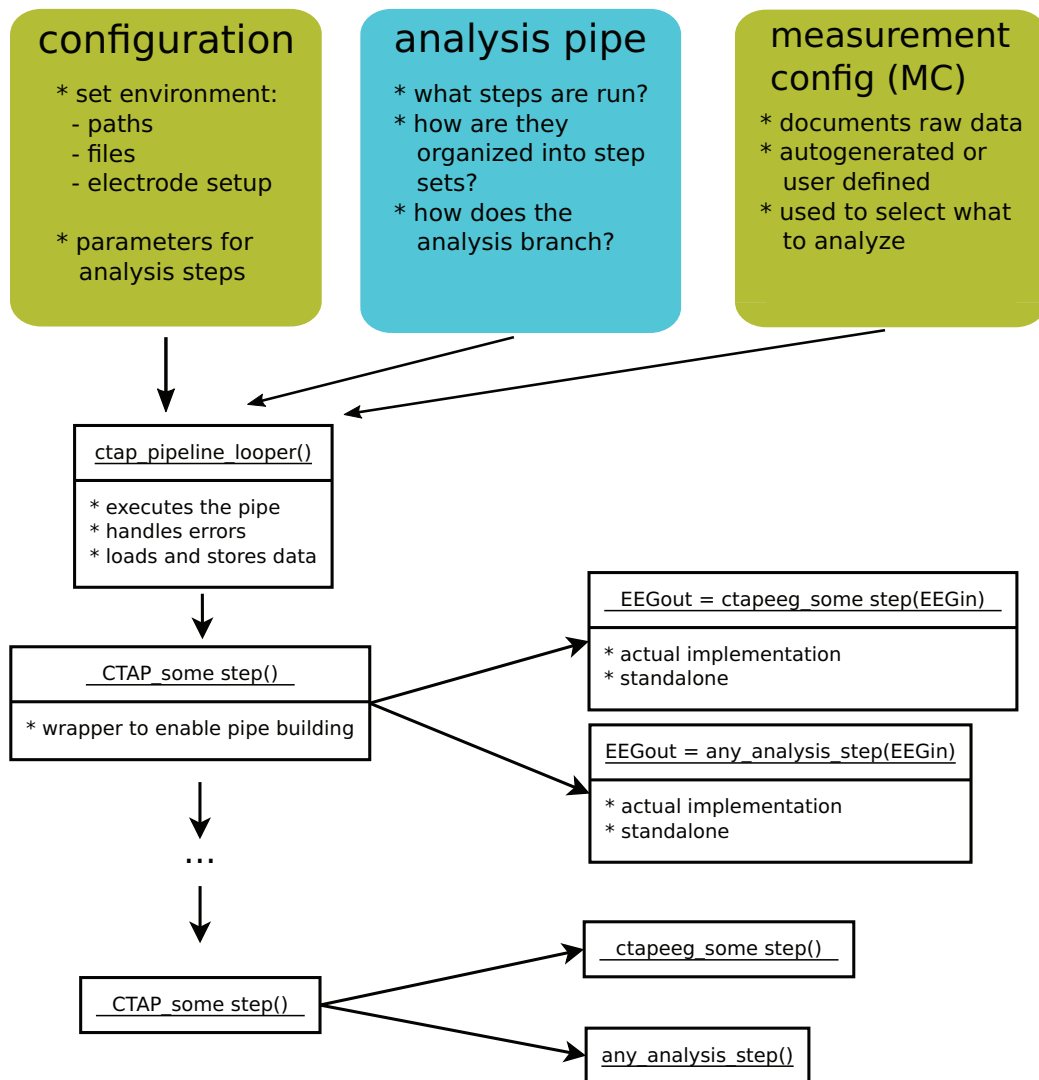 configuration
* set environment:
- paths
- files
- electrode setup
* parameters for
analysis steps
analysis pipe
* what steps are run?
* how are they
organized into step
sets?
* how does the
analysis branch?
measurement
config (MC)
* documents raw data
* autogenerated or
user defined
* used to select what
to analyze
ctap_pipeline_looper()
* executes the pipe
* handles errors
* loads and stores data
CTAP_some step()
* wrapper to enable pipe building
EEGout = ctapeeg_some step(EEGin)
* actual implementation
* standalone
EEGout = any_analysis_step(EEGin)
* actual implementation
* standalone
...
CTAP_some step()
ctapeeg_some step()
any_analysis_step()